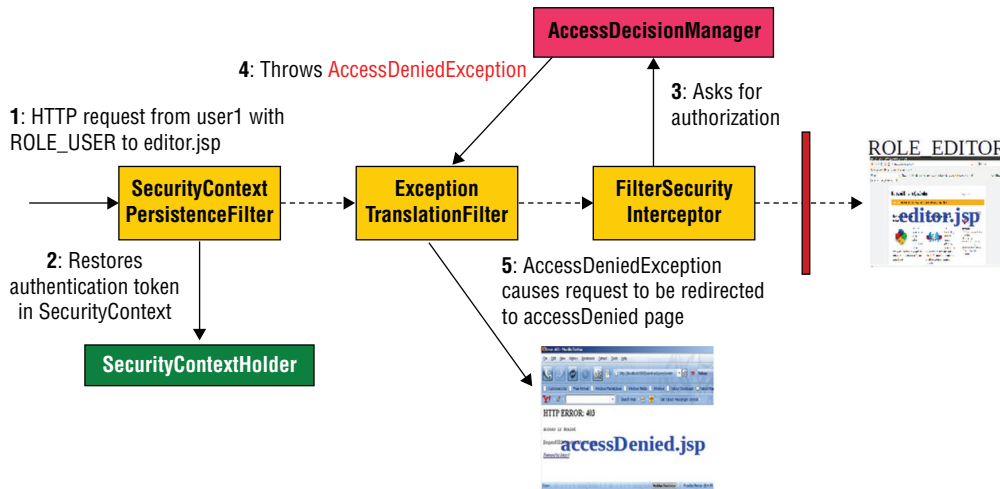 AccessDecisionManager
4: Throws AccessDeniedException
3: Asks for
authorization
1: HTTP request from user1 with
ROLE_USER to editor.jsp
ROLE_EDITOR
SecurityContext
PersistenceFilter
Exception
TranslationFilter
FilterSecurity
Interceptor
editor.jsp
2: Restores
authentication token
in SecurityContext
5: AccessDeniedException
causes request to be redirected
to accessDenied page
SecurityContextHolder
HTTP ERROR: 403
accessDenied.jsp